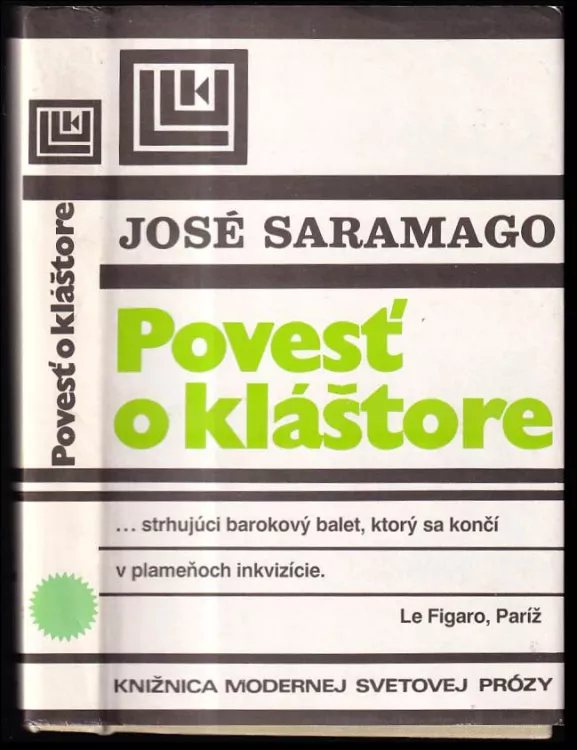 Povesť o kláštore
JOSÉ SARAMAGO
Povesť
o kláštore
... strhujúci barokový balet, ktorý sa končí
v plameňoch inkvizície.
Le Figaro, Paríž
KNIŽNICA MODERNEJ SVETOVEJ PRÓZY